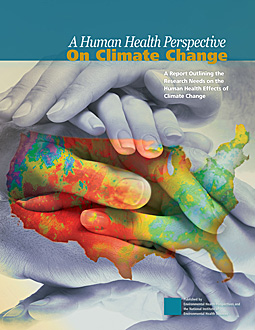 A Human Health Perspective
On Climate Change
A Report Outlining the
Research Needs on the
Human Health Effects of
Climate Change
Published by
Environmental Health Perspectives and
the National Institute of
Environmental Health Sciences